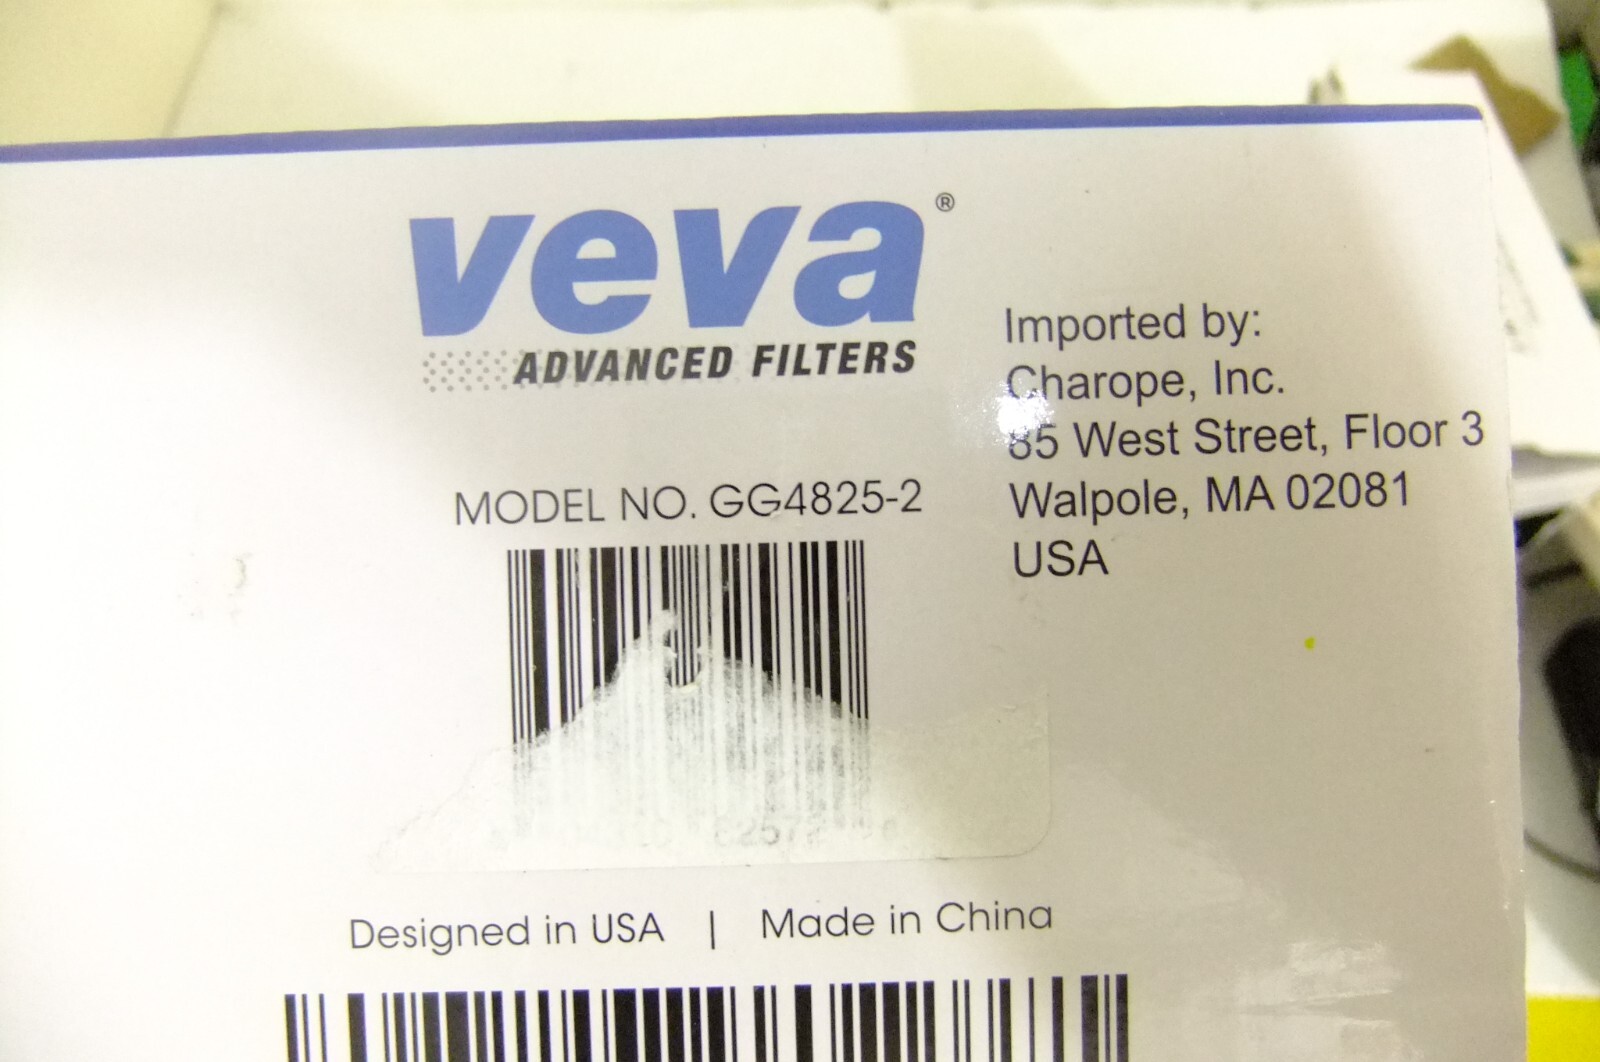 veva®
ADVANCED FILTERS
Imported by:
Charope, Inc.
85 West Street, Floor 3
Walpole, MA 02081
USA
MODEL NO. GG4825-2
Designed in USA | Made in China